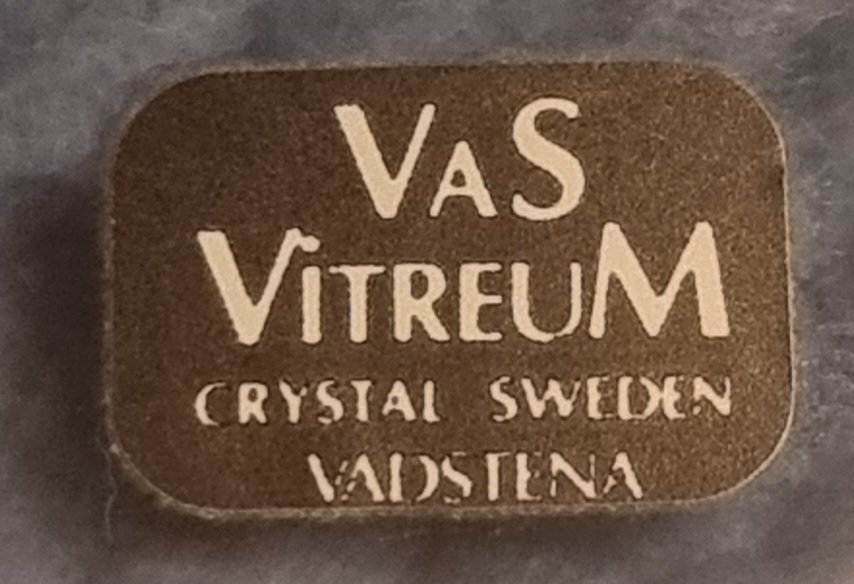 VaS
ViTREUM
CRYSTAL SWEDEN
VADSTENA